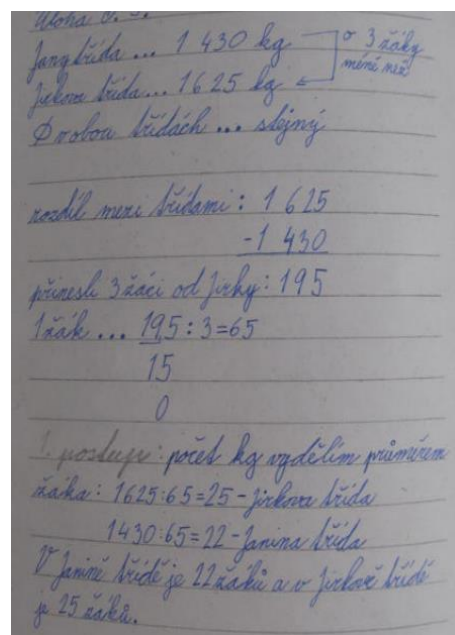 Úloha č. 3.
Jany třída ... 1 430 kg o 3 žáky
Jirkova třída ... 1625 kg méně než
Ø v obou třídách ... stejný
rozdíl mezi třídami: 1 625
-1 430
přinesli 3 žáci od Jirky: 195
1 žák ... 195 : 3 = 65
15
0
1. postup: počet kg vydělím průměrem
žáka: 1625:65=25 - Jirkova třída
1430:65=22 - Janina třída
V Janině třídě je 22 žáků a v Jirkově třídě
je 25 žáků.